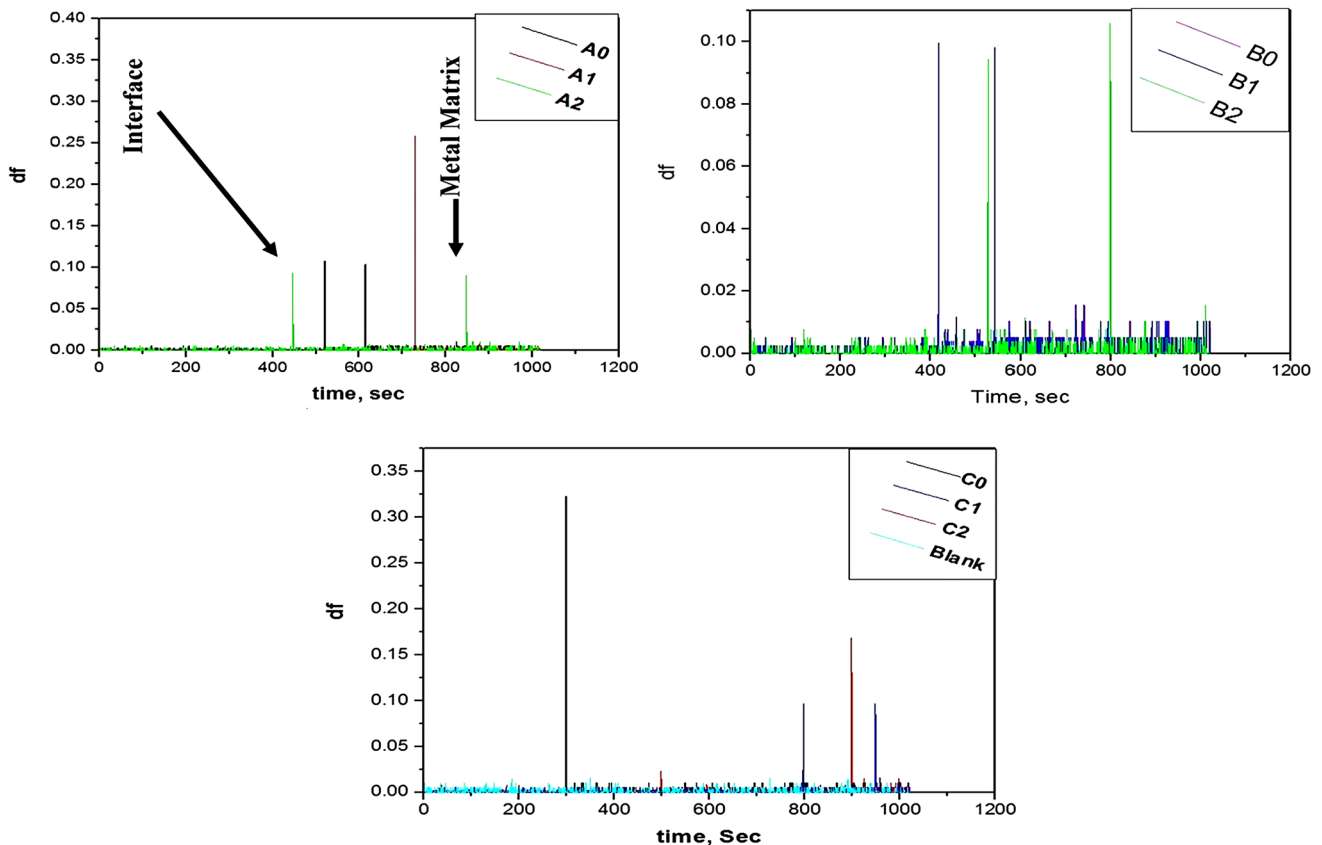 0.40
0.35
0.30
0.25
0.20
0.15
0.10
0.05
0.00
df
0 200 400 600 800 1000 1200
time, sec
Interface
Metal Matrix
A0
A1
A2
0.10
0.08
0.06
0.04
0.02
0.00
df
0 200 400 600 800 1000 1200
Time, sec
B0
B1
B2
0.35
0.30
0.25
0.20
0.15
0.10
0.05
0.00
df
0 200 400 600 800 1000 1200
time, Sec
C0
C1
C2
Blank